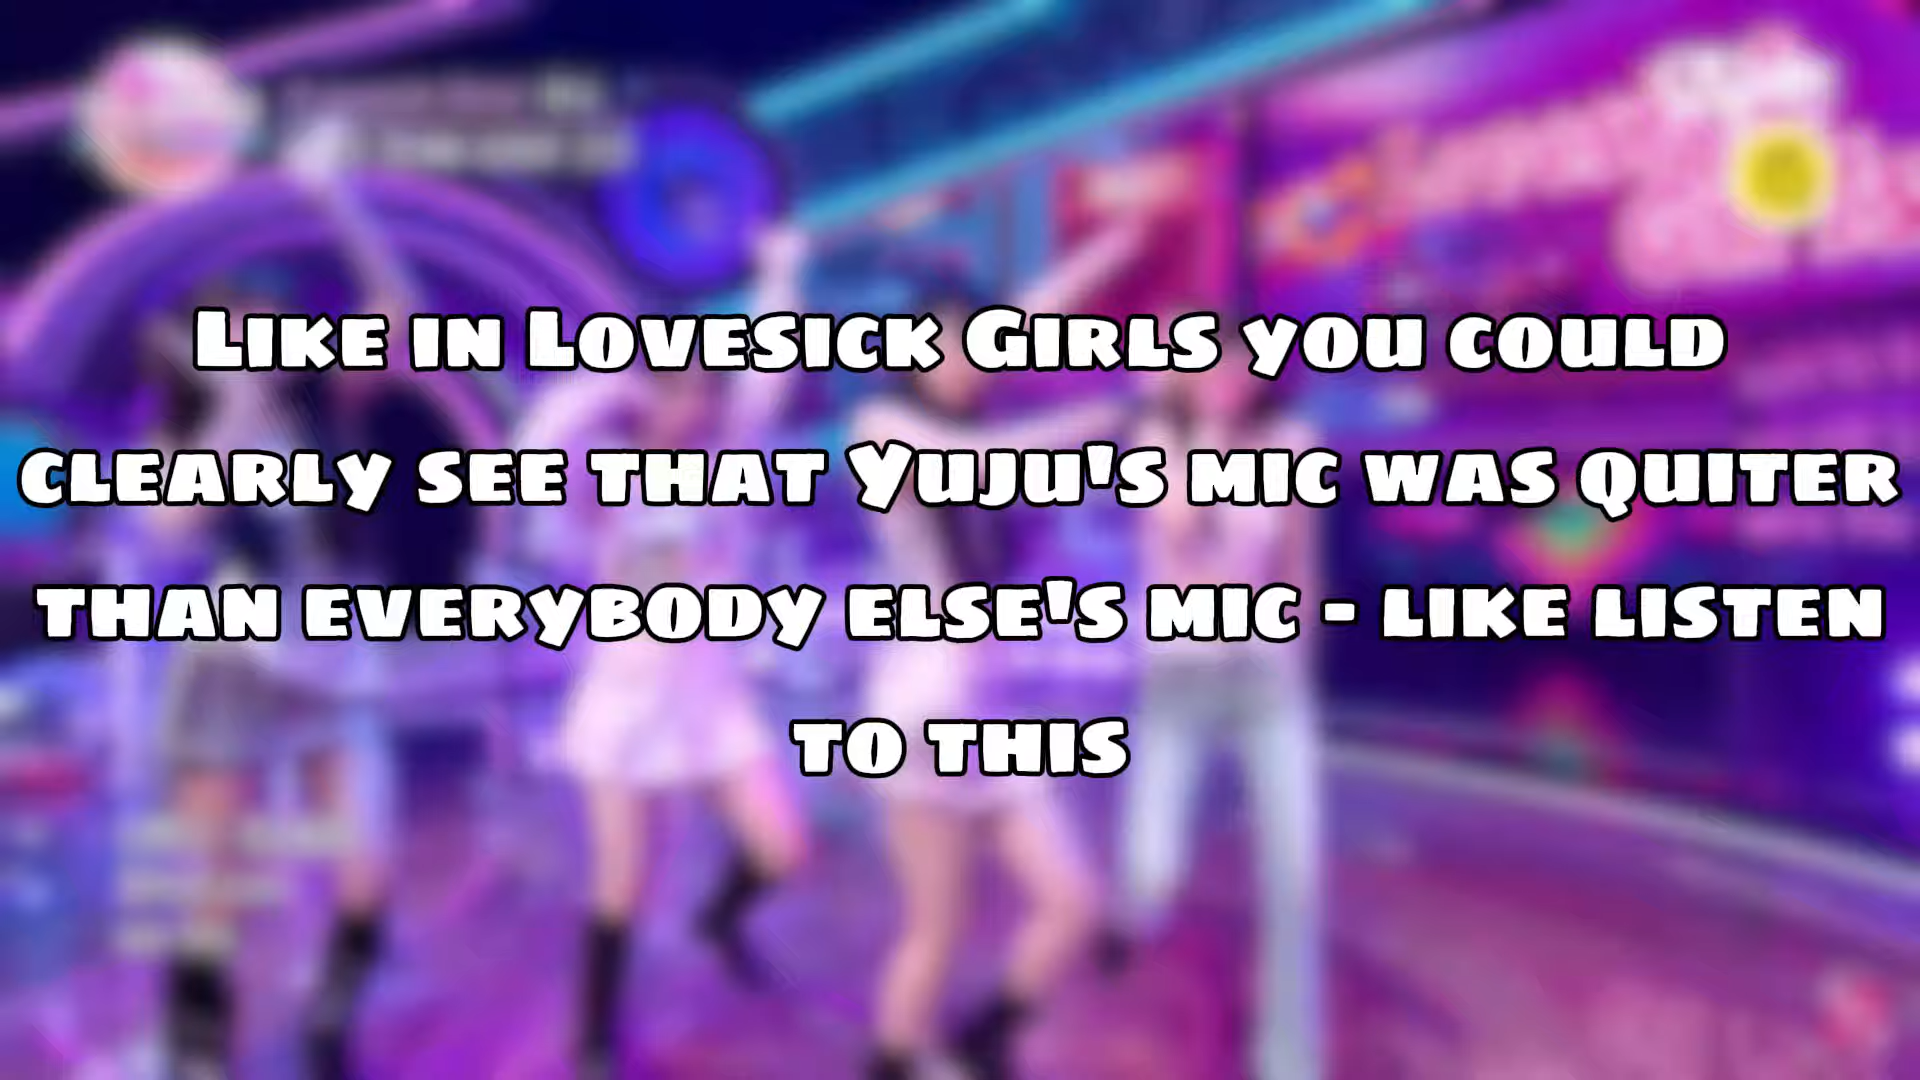 Like in Lovesick Girls you could
clearly see that Yuju's mic was quiter
than everybody else's mic - like listen
to this